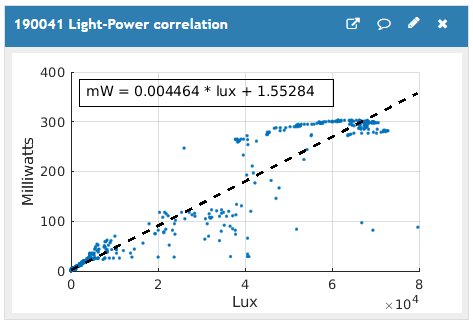 190041 Light-Power correlation
mW = 0.004464 * lux + 1.55284
400
300
200
100
0
Milliwatts
0
2
4
6
8
Lux
×10^4